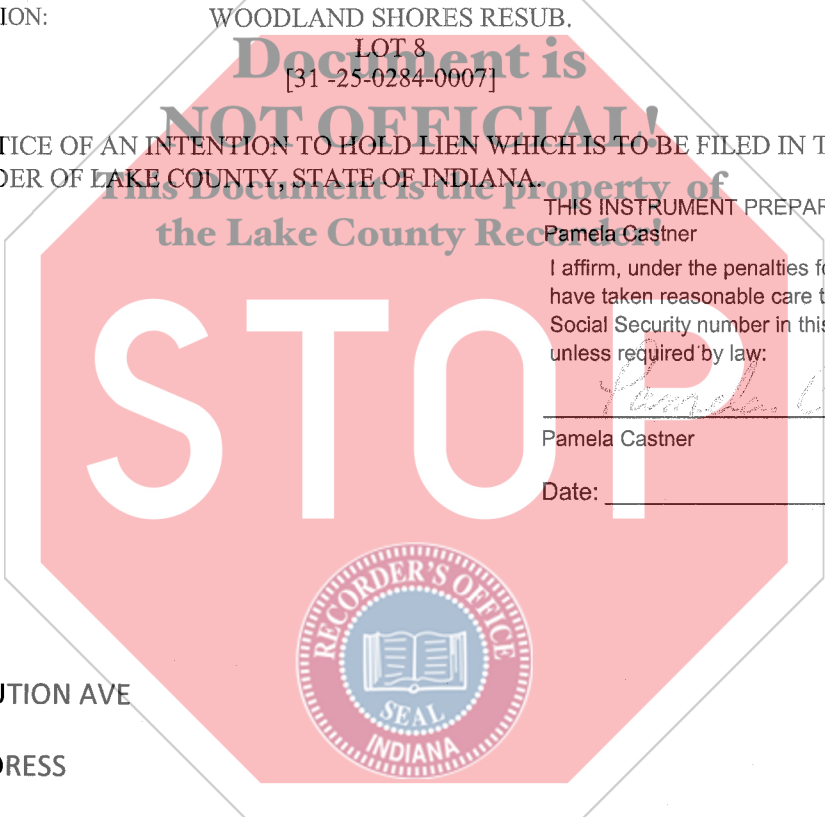 ION: WOODLAND SHORES RESUB.
LOT 8
[31 -25-0284-0007]
Document is
NOT OFFICIAL!
This Document is the property of
the Lake County Recorder!
TICE OF AN INTENTION TO HOLD LIEN WHICH IS TO BE FILED IN T
DER OF LAKE COUNTY, STATE OF INDIANA.
THIS INSTRUMENT PREPAR
Pamela Castner
I affirm, under the penalties fo
have taken reasonable care t
Social Security number in this
unless required by law:
Pamela C
Pamela Castner
Date:
STOP
RECORDER'S OFFICE
SEAL
INDIANA
UTION AVE
DRESS